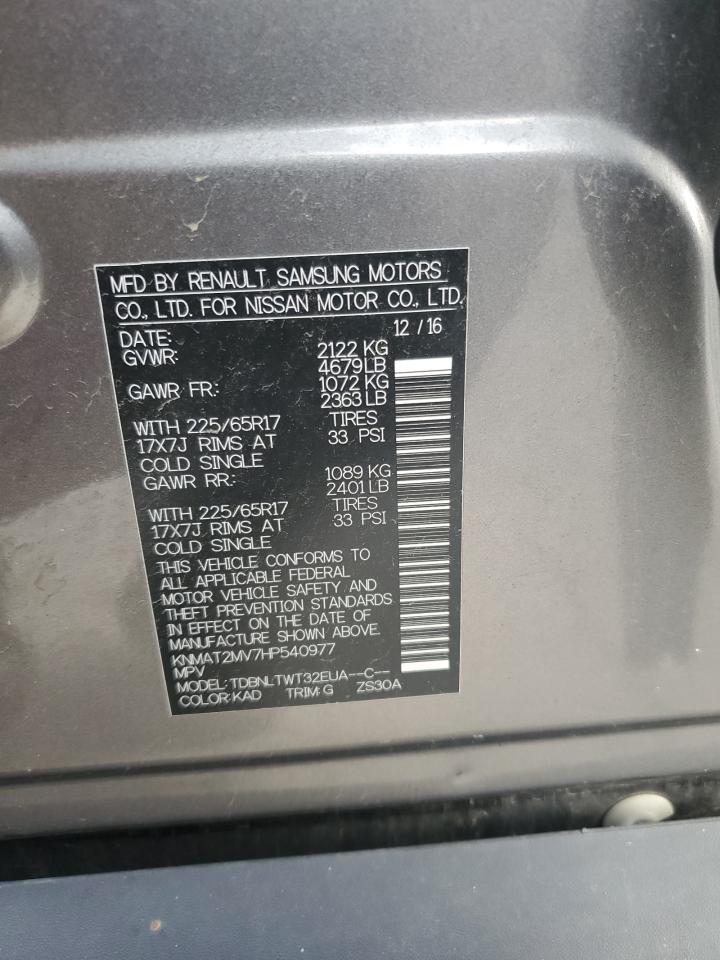 MFD BY RENAULT SAMSUNG MOTORS
CO., LTD. FOR NISSAN MOTOR CO., LTD.
DATE: 12 / 16
GVWR: 2122 KG
4679 LB
GAWR FR: 1072 KG
2363 LB
WITH 225/65R17 TIRES
17X7J RIMS AT 33 PSI
COLD SINGLE
GAWR RR: 1089 KG
2401 LB
WITH 225/65R17 TIRES
17X7J RIMS AT 33 PSI
COLD SINGLE
THIS VEHICLE CONFORMS TO
ALL APPLICABLE FEDERAL
MOTOR VEHICLE SAFETY AND
THEFT PREVENTION STANDARDS
IN EFFECT ON THE DATE OF
MANUFACTURE SHOWN ABOVE.
KNMAT2MV7HP540977
MPV
MODEL: TDBNLTWT32EUA--C--
COLOR: KAD TRIM: G ZS30A